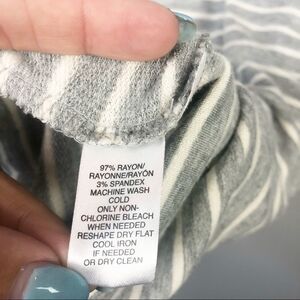 97% RAYON/
RAYONNE/RAYÓN
3% SPANDEX
MACHINE WASH
COLD
ONLY NON-
CHLORINE BLEACH
WHEN NEEDED
RESHAPE DRY FLAT
COOL IRON
IF NEEDED
OR DRY CLEAN